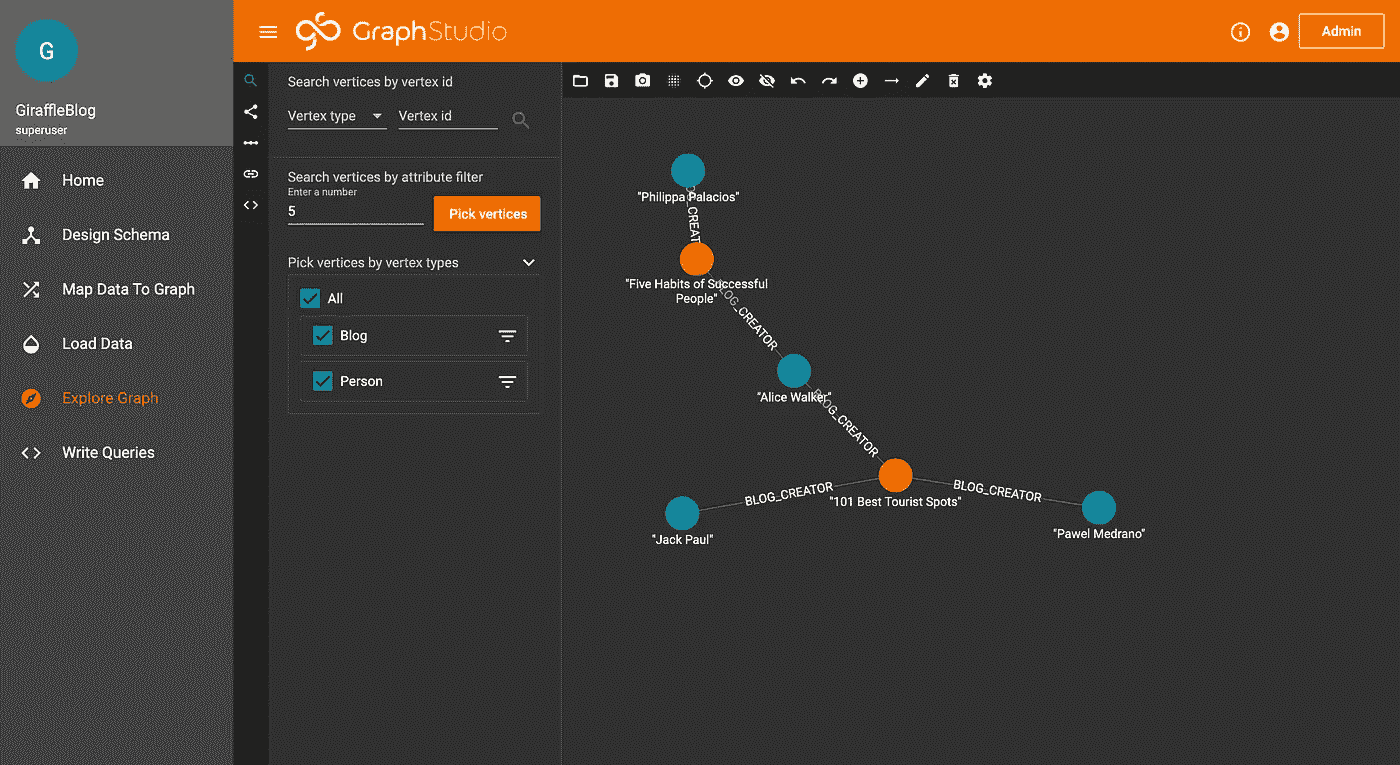 G
GiraffleBlog
superuser
Home
Design Schema
Map Data To Graph
Load Data
Explore Graph
Write Queries
GraphStudio
Admin
Search vertices by vertex id
Vertex type
Vertex id
Search vertices by attribute filter
Enter a number
5
Pick vertices
Pick vertices by vertex types
All
Blog
Person
"Philippa Palacios"
"Five Habits of Successful
People"
BLOG_CREATOR
"Alice Walker"
BLOG_CREATOR
BLOG_CREATOR
"101 Best Tourist Spots"
BLOG_CREATOR
"Jack Paul"
"Pawel Medrano"